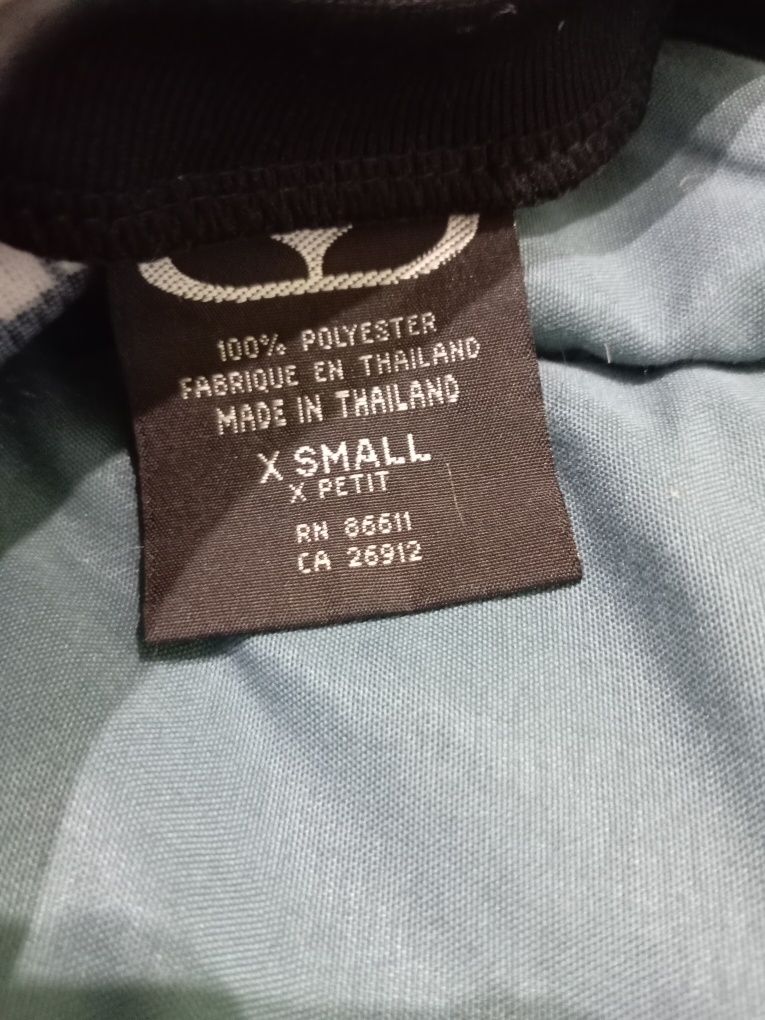 100% POLYESTER
FABRIQUE EN THAILAND
MADE IN THAILAND
X SMALL
X PETIT
RN 86611
CA 26912